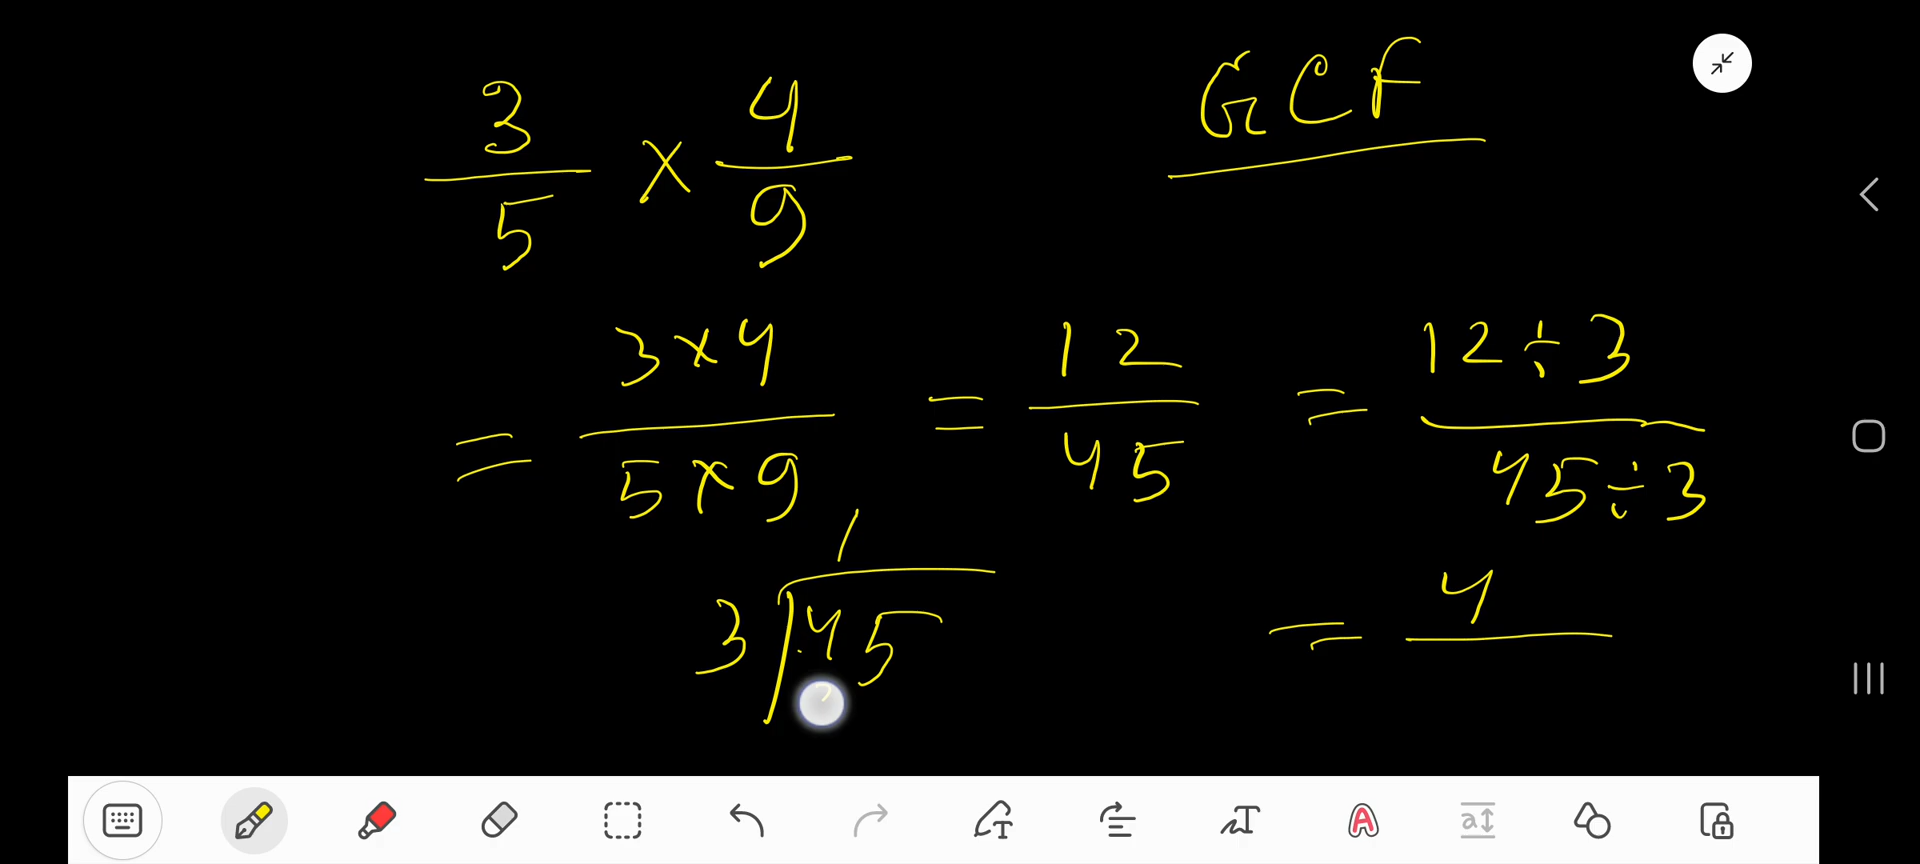 3/5 × 4/9
GCF
= 3×4/5×9 = 12/45 = 12÷3/45÷3
1
3 45
= 4
T
T
A
a